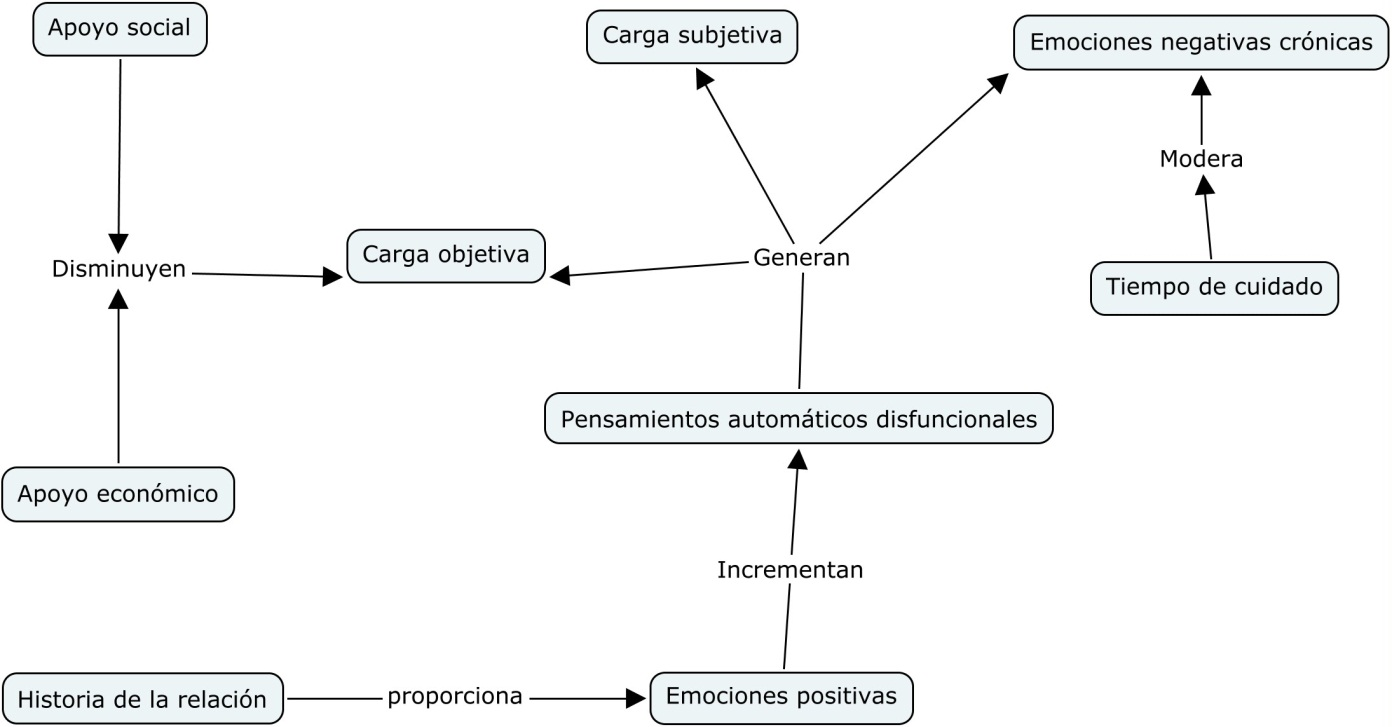 Apoyo social
Carga subjetiva
Emociones negativas crónicas
Modera
Disminuyen
Carga objetiva
Generan
Tiempo de cuidado
Pensamientos automáticos disfuncionales
Apoyo económico
Incrementan
Historia de la relación
proporciona
Emociones positivas